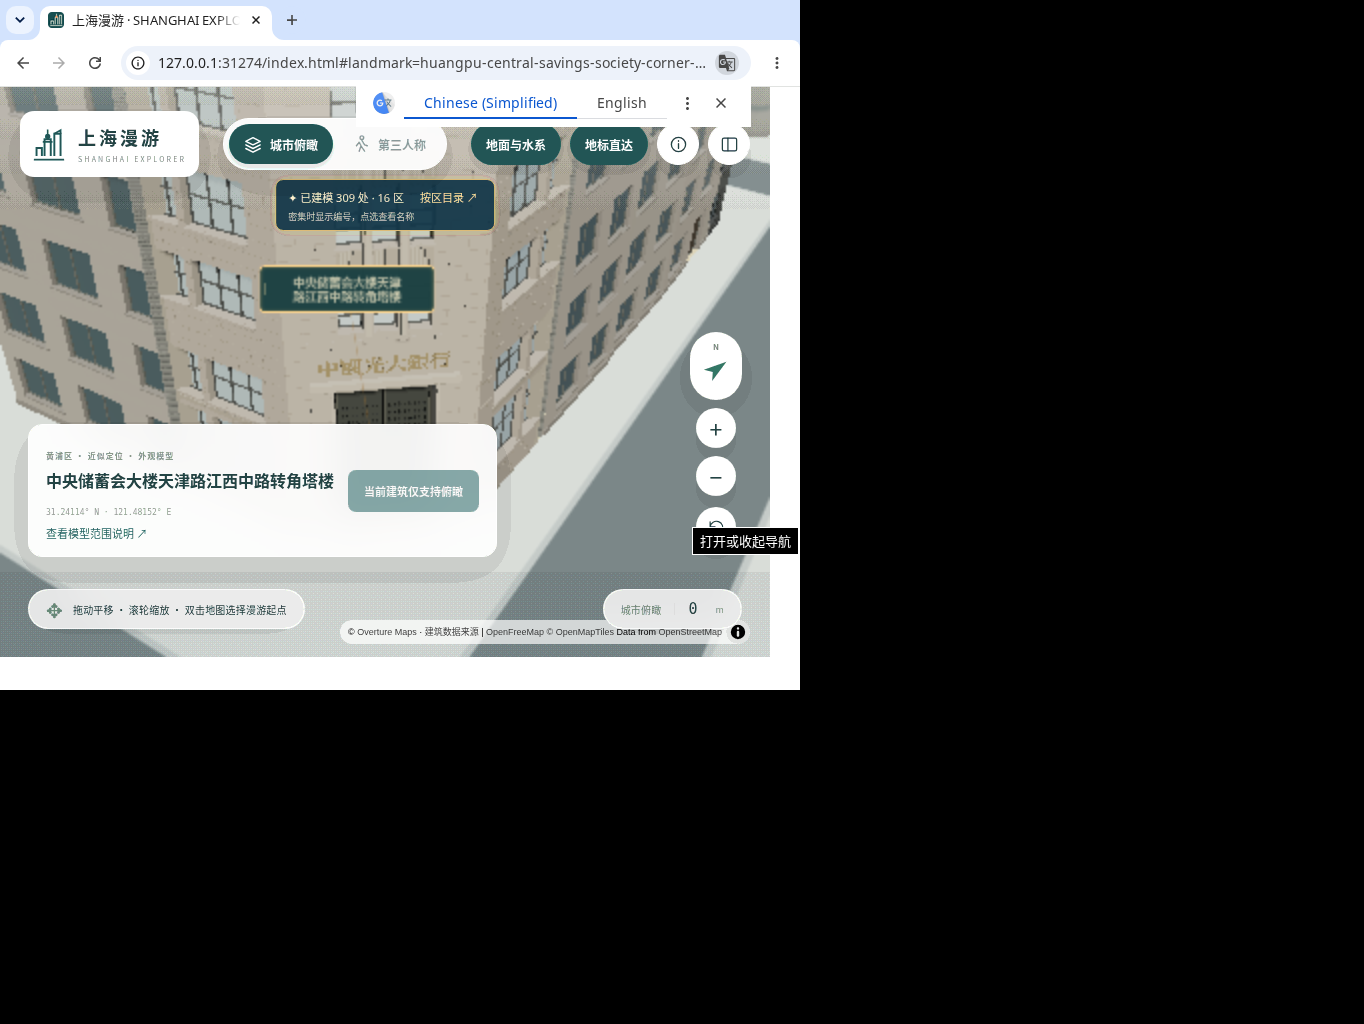 上海漫游 · SHANGHAI EXPLO
127.0.0.1:31274/index.html#landmark=huangpu-central-savings-society-corner-...
Chinese (Simplified)
English
上海漫游
SHANGHAI EXPLORER
城市俯瞰
第三人称
地面与水系
地标直达
✦ 已建模 309 处 · 16 区 按区目录 ↗
密集时显示编号，点选查看名称
中央储蓄会大楼天津
路江西中路转角塔楼
中国光大银行
N
黄浦区 · 近似定位 · 外观模型
中央储蓄会大楼天津路江西中路转角塔楼
当前建筑仅支持俯瞰
31.24114° N · 121.48152° E
查看模型范围说明 ↗
打开或收起导航
拖动平移 · 滚轮缩放 · 双击地图选择漫游起点
城市俯瞰 0 m
© Overture Maps · 建筑数据来源 | OpenFreeMap © OpenMapTiles Data from OpenStreetMap